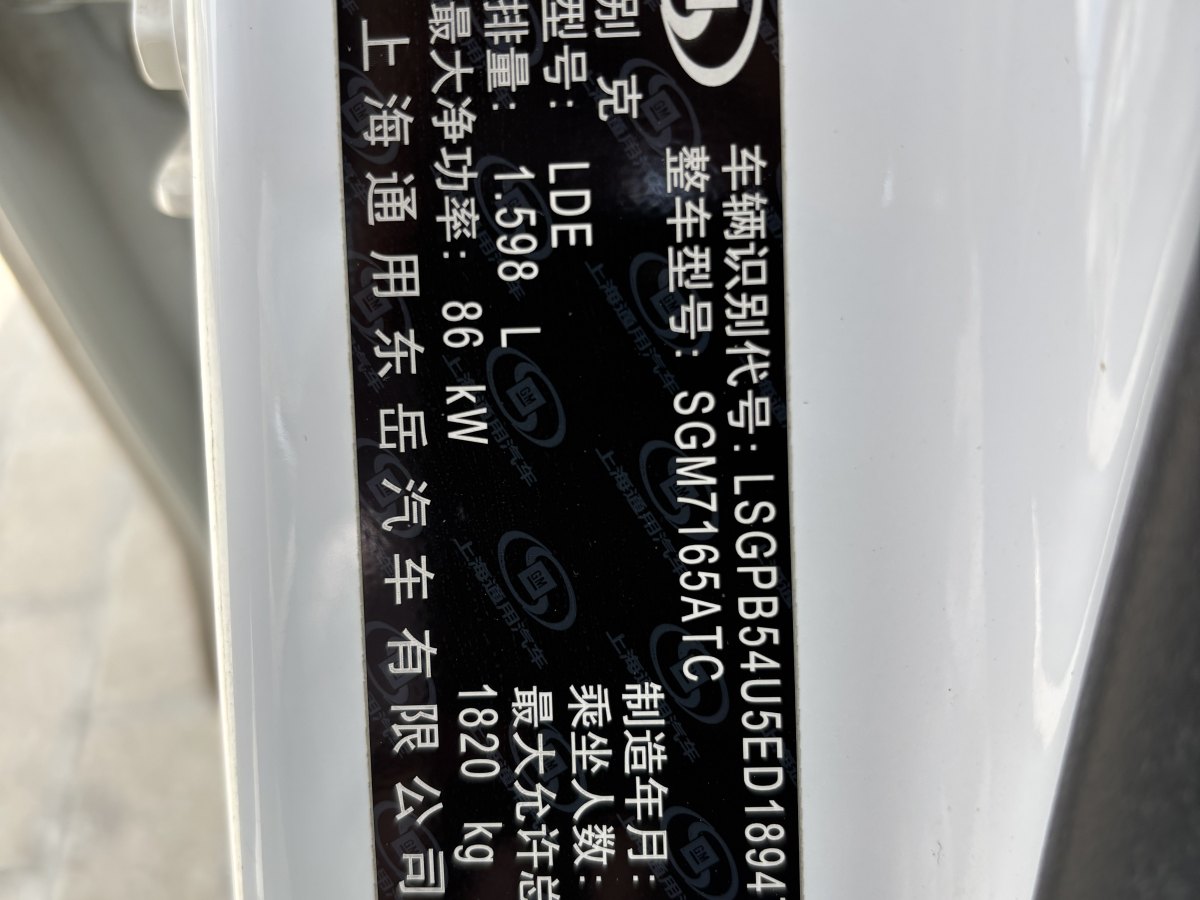 车辆识别代号: LSGPB54U5ED1894
整车型号: SGM7165ATC
别克
制造年月:
型号: LDE
乘坐人数:
排量: 1.598 L
最大允许总
最大净功率: 86 kW
1820 kg
上海通用东岳汽车有限公司